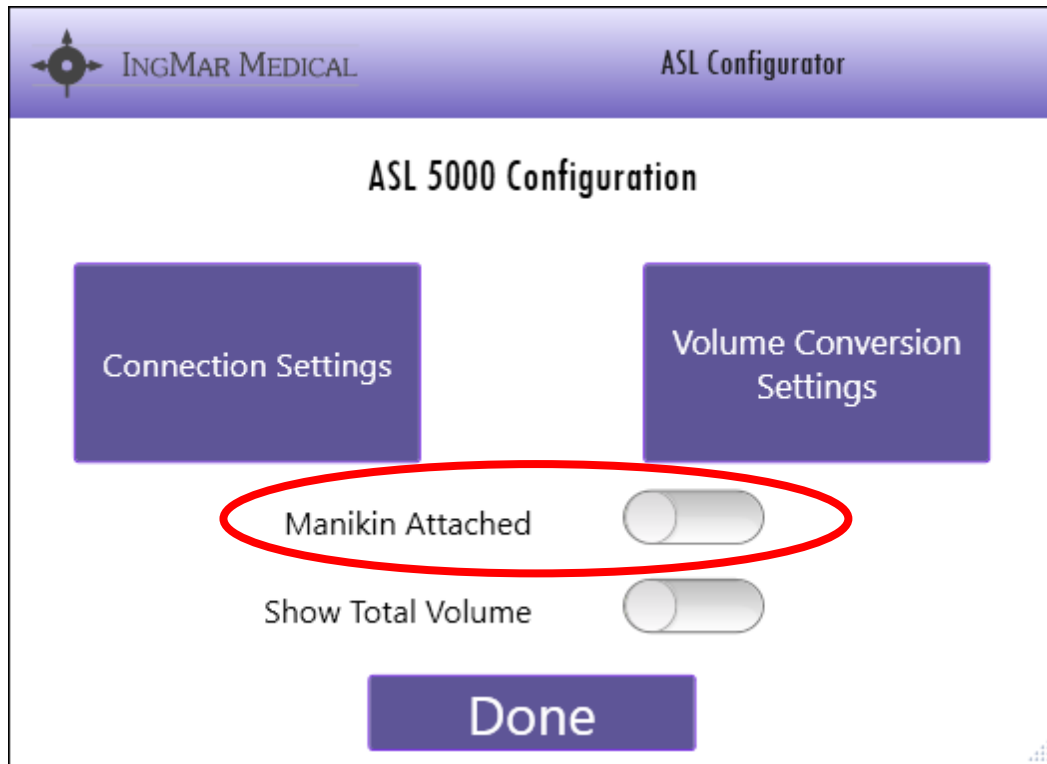 INGMAR MEDICAL
ASL Configurator
ASL 5000 Configuration
Connection Settings
Volume Conversion
Settings
Manikin Attached
Show Total Volume
Done